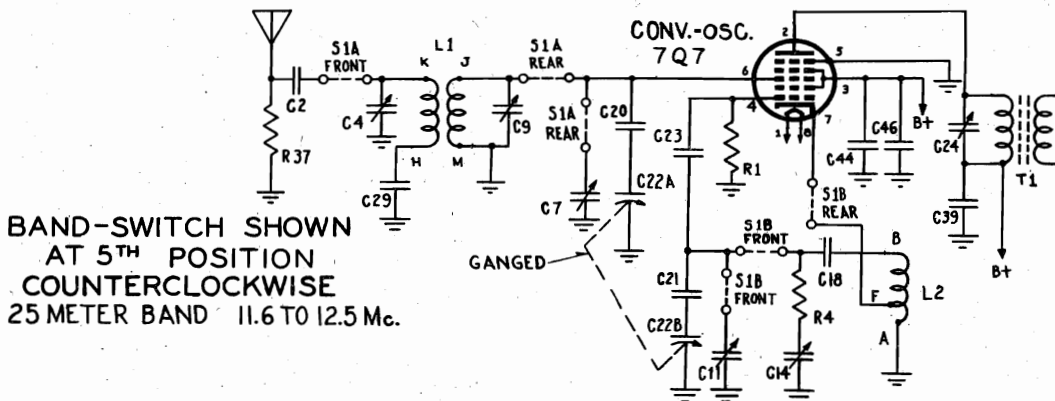 CONV.-OSC.
7Q7
2
5
6
3
4
7
1
8
S1A
FRONT
L1
K
J
S1A
REAR
C2
C4
C9
R37
H
M
C29
S1A
REAR
C7
C20
C22A
C23
R1
C44
C46
B+
C24
T1
C39
B+
S1B
REAR
BAND-SWITCH SHOWN
AT 5TH POSITION
COUNTERCLOCKWISE
25 METER BAND 11.6 TO 12.5 Mc.
GANGED
C21
C22B
S1B
FRONT
S1B
FRONT
C11
R4
C14
C18
B
F
L2
A